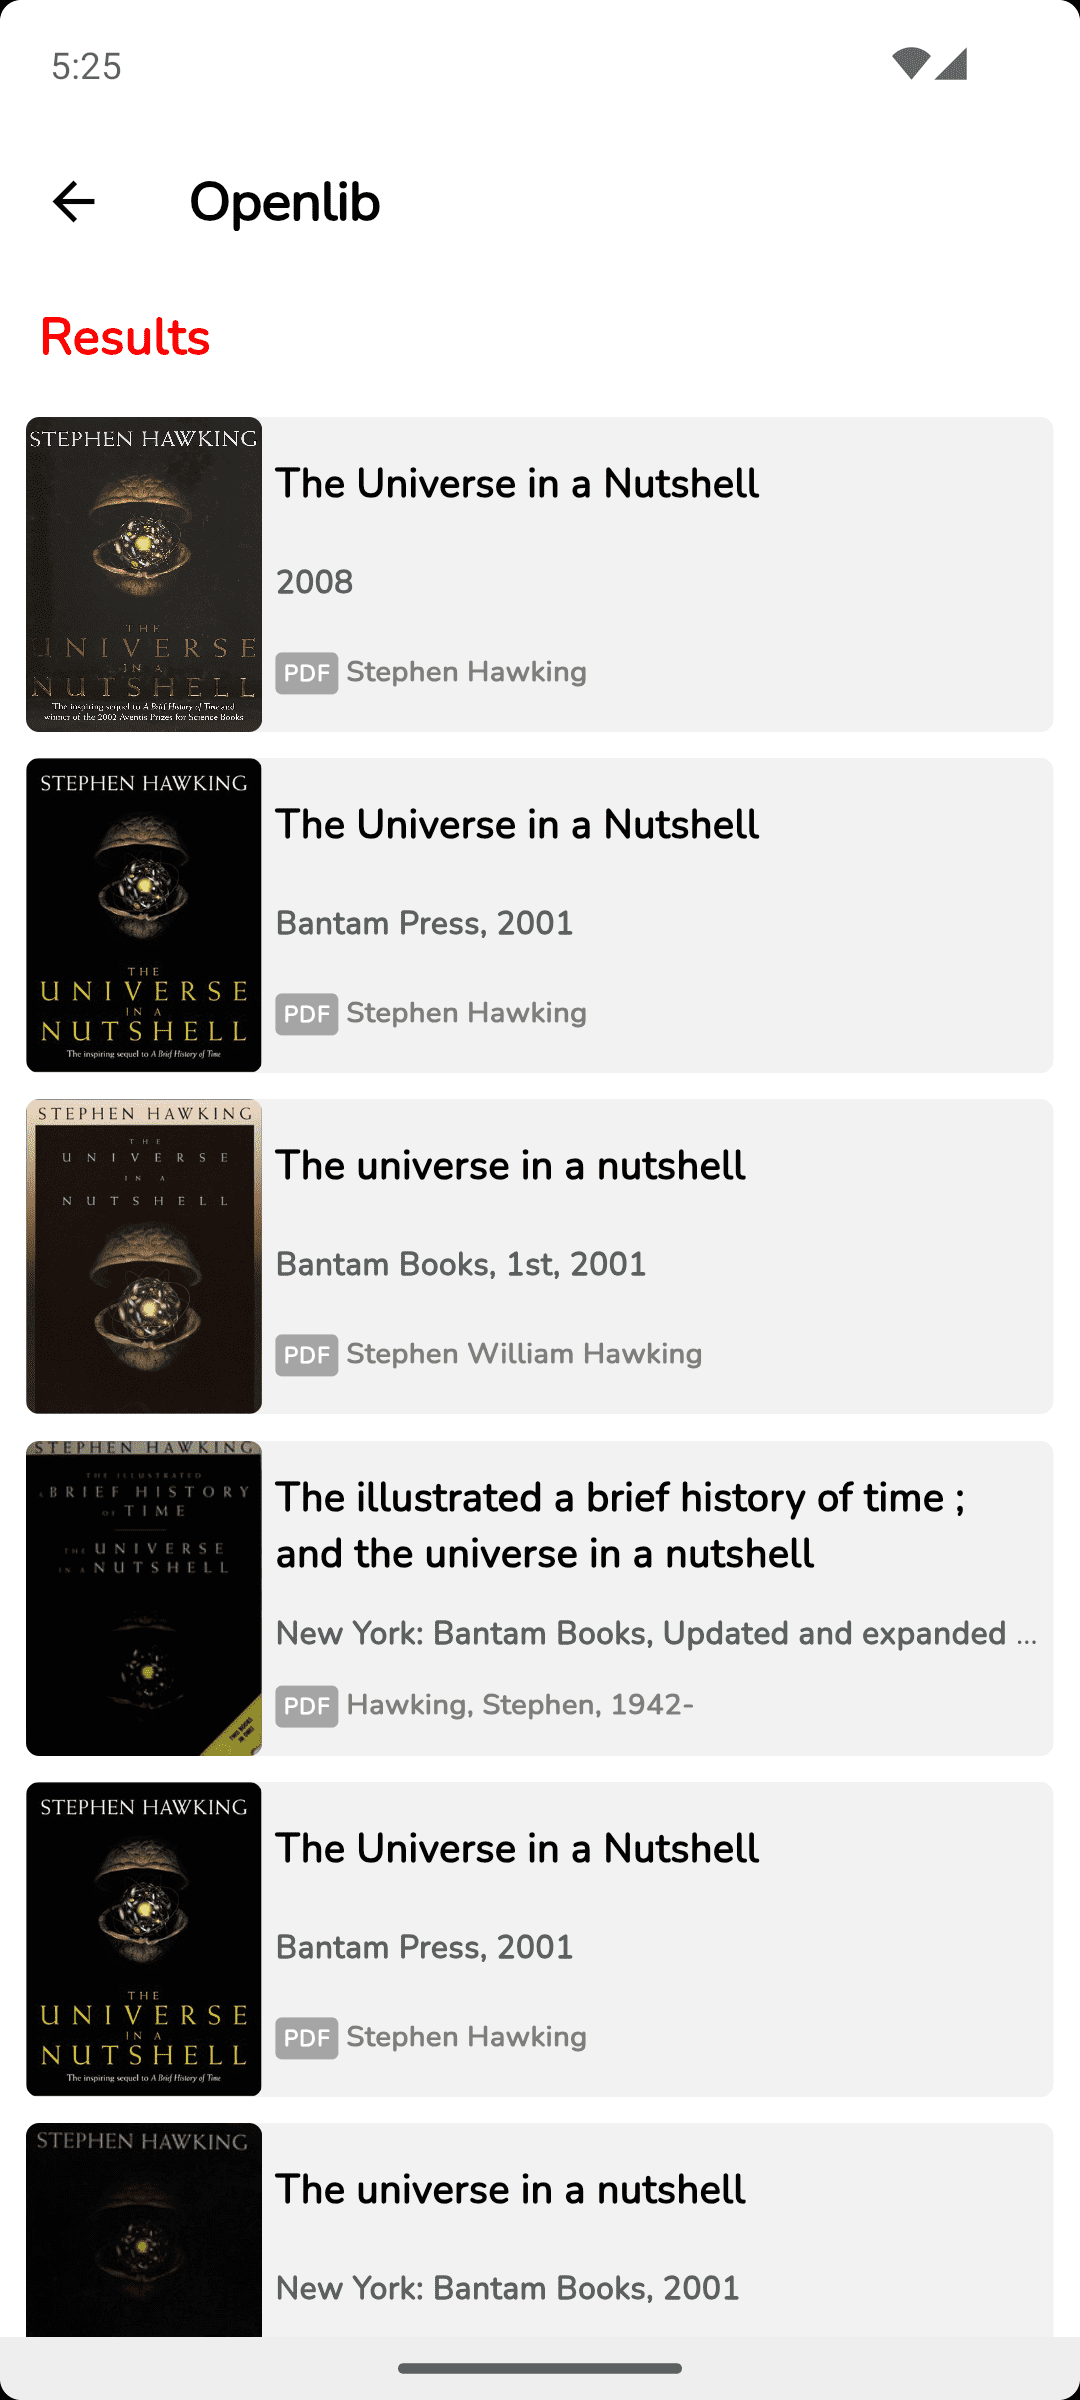 5:25
Openlib
Results
STEPHEN HAWKING
THE
UNIVERSE
IN A
NUTSHELL
The inspiring sequel to A Brief History of Time and
winner of the 2002 Aventis Prizes for Science Books
The Universe in a Nutshell
2008
PDF Stephen Hawking
STEPHEN HAWKING
THE
UNIVERSE
IN A
NUTSHELL
The inspiring sequel to A Brief History of Time
The Universe in a Nutshell
Bantam Press, 2001
PDF Stephen Hawking
STEPHEN HAWKING
THE
UNIVERSE
IN A
NUTSHELL
The universe in a nutshell
Bantam Books, 1st, 2001
PDF Stephen William Hawking
STEPHEN HAWKING
THE ILLUSTRATED
A BRIEF HISTORY
OF TIME
THE UNIVERSE
IN A NUTSHELL
TWO BOOKS
IN ONE!
The illustrated a brief history of time ;
and the universe in a nutshell
New York: Bantam Books, Updated and expanded ...
PDF Hawking, Stephen, 1942-
STEPHEN HAWKING
THE
UNIVERSE
IN A
NUTSHELL
The inspiring sequel to A Brief History of Time
The Universe in a Nutshell
Bantam Press, 2001
PDF Stephen Hawking
STEPHEN HAWKING
The universe in a nutshell
New York: Bantam Books, 2001